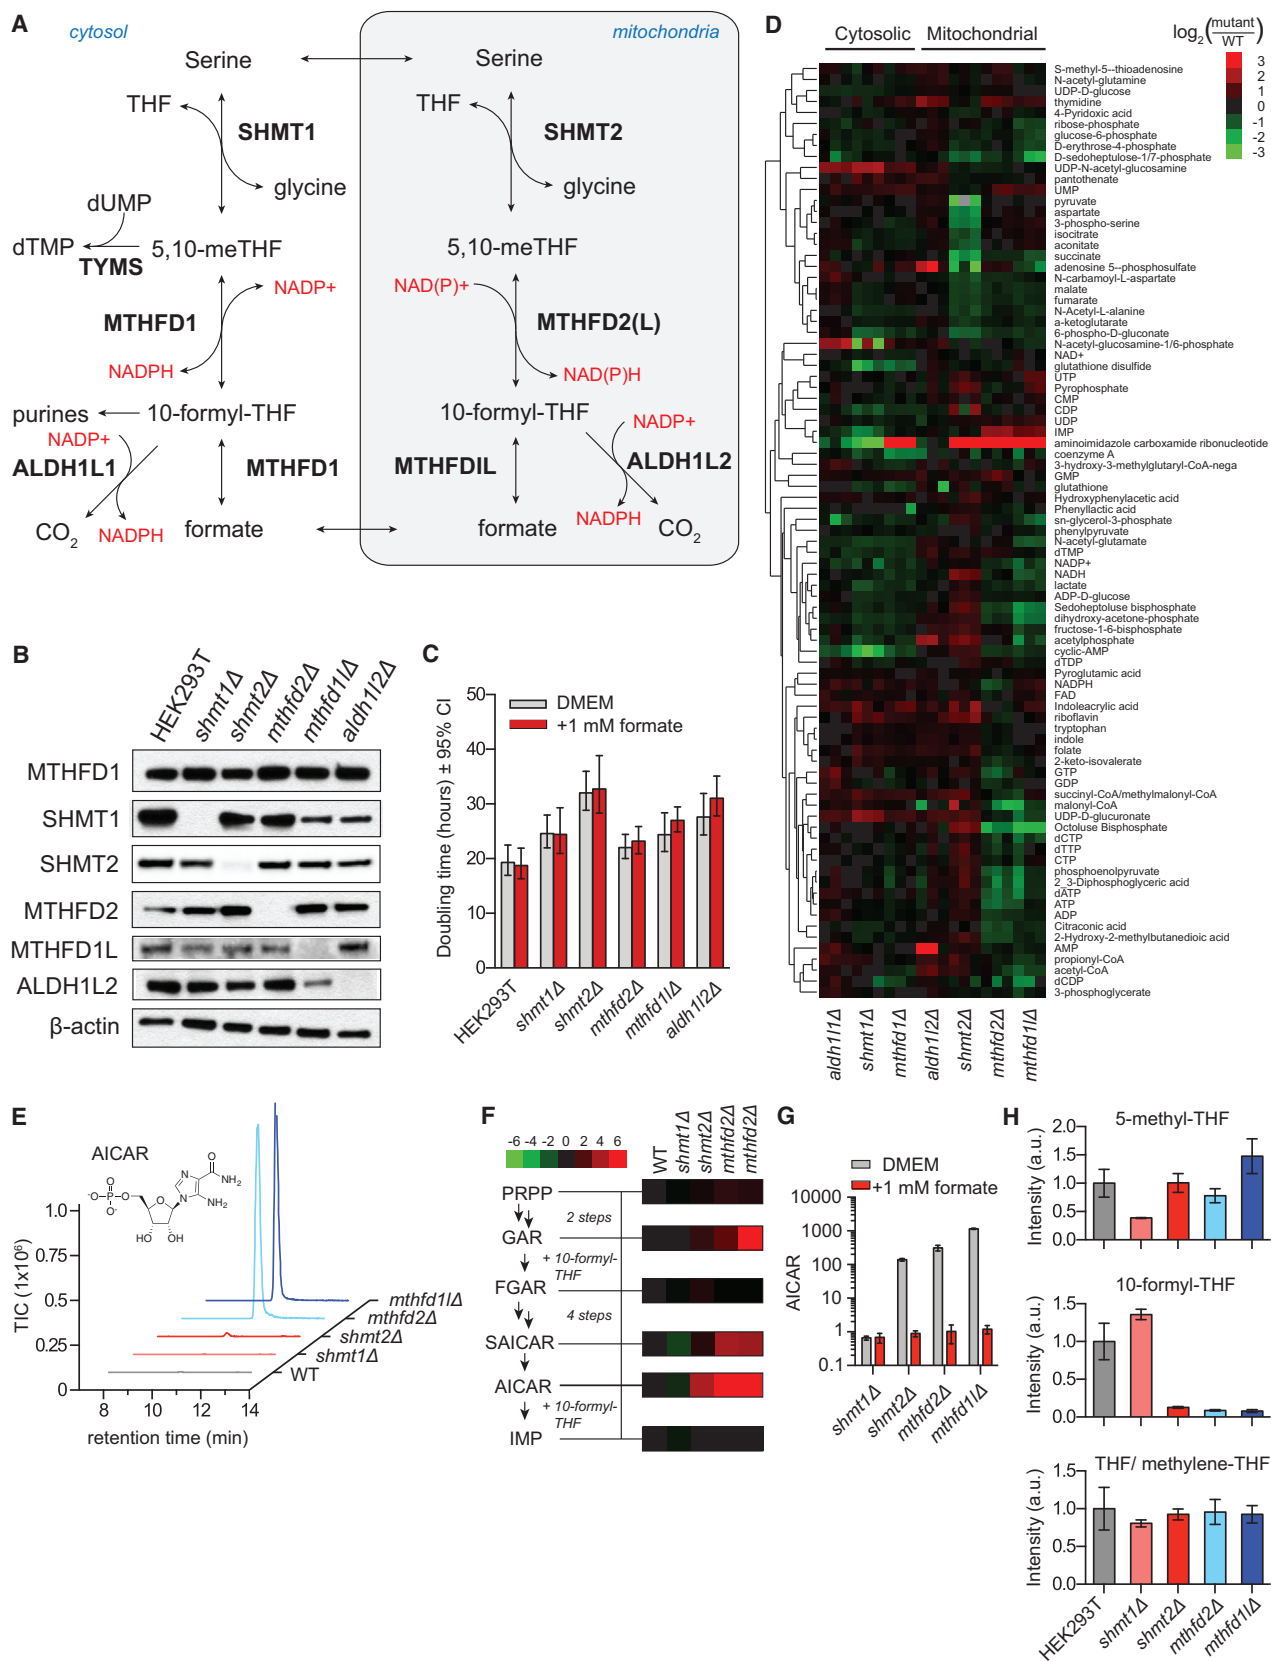 A
cytosol
mitochondria
Serine
Serine
THF
THF
SHMT1
SHMT2
glycine
glycine
dUMP
dTMP
5,10-meTHF
5,10-meTHF
TYMS
NADP+
NAD(P)+
MTHFD1
MTHFD2(L)
NADPH
NAD(P)H
purines
10-formyl-THF
10-formyl-THF
NADP+
NADP+
ALDH1L1
MTHFD1
MTHFDIL
ALDH1L2
CO2
NADPH
formate
formate
NADPH
CO2
B
HEK293T
shmt1Δ
shmt2Δ
mthfd2Δ
mthfd1lΔ
aldh1l2Δ
MTHFD1
SHMT1
SHMT2
MTHFD2
MTHFD1L
ALDH1L2
β-actin
C
Doubling time (hours) ± 95% CI
50
40
30
20
10
0
DMEM
+1 mM formate
HEK293T
shmt1Δ
shmt2Δ
mthfd2Δ
mthfd1lΔ
aldh1l2Δ
D
Cytosolic
Mitochondrial
log2(mutant/WT)
3
2
1
0
-1
-2
-3
S-methyl-5--thioadenosine
N-acetyl-glutamine
UDP-D-glucose
thymidine
4-Pyridoxic acid
ribose-phosphate
glucose-6-phosphate
D-erythrose-4-phosphate
D-sedoheptulose-1/7-phosphate
UDP-N-acetyl-glucosamine
pantothenate
UMP
pyruvate
aspartate
3-phospho-serine
isocitrate
aconitate
succinate
adenosine 5--phosphosulfate
N-carbamoyl-L-aspartate
malate
fumarate
N-Acetyl-L-alanine
a-ketoglutarate
6-phospho-D-gluconate
N-acetyl-glucosamine-1/6-phosphate
NAD+
glutathione disulfide
UTP
Pyrophosphate
CMP
CDP
UDP
IMP
aminoimidazole carboxamide ribonucleotide
coenzyme A
3-hydroxy-3-methylglutaryl-CoA-nega
GMP
glutathione
Hydroxyphenylacetic acid
Phenyllactic acid
sn-glycerol-3-phosphate
phenylpyruvate
N-acetyl-glutamate
dTMP
NADP+
NADH
lactate
ADP-D-glucose
Sedoheptoluse bisphosphate
dihydroxy-acetone-phosphate
fructose-1-6-bisphosphate
acetylphosphate
cyclic-AMP
dTDP
Pyroglutamic acid
NADPH
FAD
Indoleacrylic acid
riboflavin
tryptophan
indole
folate
2-keto-isovalerate
GTP
GDP
succinyl-CoA/methylmalonyl-CoA
malonyl-CoA
UDP-D-glucuronate
Octoluse Bisphosphate
dCTP
dTTP
CTP
phosphoenolpyruvate
2_3-Diphosphoglyceric acid
dATP
ATP
ADP
Citraconic acid
2-Hydroxy-2-methylbutanedioic acid
AMP
propionyl-CoA
acetyl-CoA
dCDP
3-phosphoglycerate
aldh1l1Δ
shmt1Δ
mthfd1Δ
aldh1l2Δ
shmt2Δ
mthfd2Δ
mthfd1lΔ
E
AICAR
O
NH2
N
N
NH2
O
-O-P-O
O-
O
HO
OH
TIC (1x10⁶)
1.0
0.75
0.5
0.25
0
mthfd1lΔ
mthfd2Δ
shmt2Δ
shmt1Δ
WT
8
10
12
14
retention time (min)
F
-6 -4 -2 0 2 4 6
WT
shmt1Δ
shmt2Δ
mthfd2Δ
mthfd2Δ
PRPP
2 steps
GAR
+ 10-formyl-
THF
FGAR
4 steps
SAICAR
AICAR
+ 10-formyl-
THF
IMP
G
DMEM
+1 mM formate
AICAR
10000
1000
100
10
1
0.1
shmt1Δ
shmt2Δ
mthfd2Δ
mthfd1lΔ
H
5-methyl-THF
Intensity (a.u.)
2.0
1.5
1.0
0.5
0.0
10-formyl-THF
Intensity (a.u.)
1.5
1.0
0.5
0.0
THF/ methylene-THF
Intensity (a.u.)
1.5
1.0
0.5
0.0
HEK293T
shmt1Δ
shmt2Δ
mthfd2Δ
mthfd1lΔ